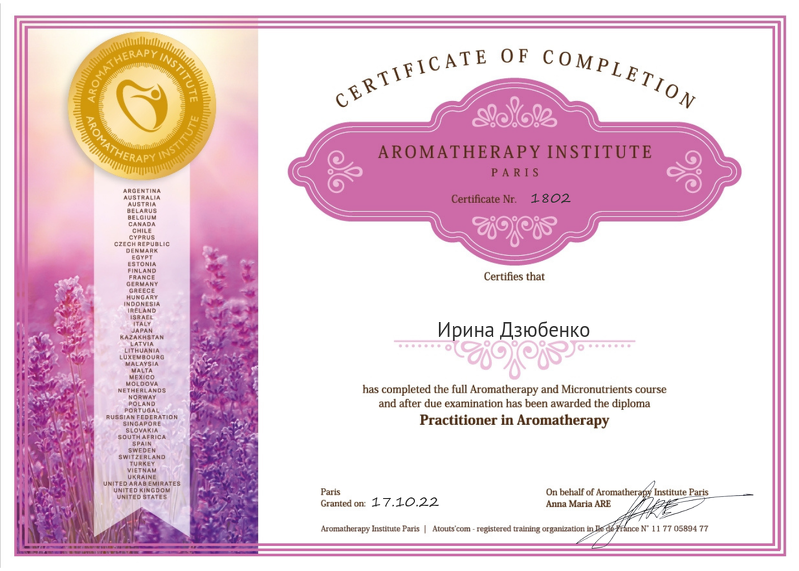 CERTIFICATE OF COMPLETION
AROMATHERAPY INSTITUTE
AROMATHERAPY INSTITUTE
AROMATHERAPY INSTITUTE
PARIS
Certificate Nr. 1802
Certifies that
Ирина Дзюбенко
has completed the full Aromatherapy and Micronutrients course
and after due examination has been awarded the diploma
Practitioner in Aromatherapy
Paris
Granted on: 17.10.22
On behalf of Aromatherapy Institute Paris
Anna Maria ARE
Aromatherapy Institute Paris | Atouts'com - registered training organization in Île de France N° 11 77 05894 77
ARGENTINA
AUSTRALIA
AUSTRIA
BELARUS
BELGIUM
CANADA
CHILE
CYPRUS
CZECH REPUBLIC
DENMARK
EGYPT
ESTONIA
FINLAND
FRANCE
GERMANY
GREECE
HUNGARY
INDONESIA
IRELAND
ISRAEL
ITALY
JAPAN
KAZAKHSTAN
LATVIA
LITHUANIA
LUXEMBOURG
MALAYSIA
MALTA
MEXICO
MOLDOVA
NETHERLANDS
NORWAY
POLAND
PORTUGAL
RUSSIAN FEDERATION
SINGAPORE
SLOVAKIA
SOUTH AFRICA
SPAIN
SWEDEN
SWITZERLAND
TURKEY
VIETNAM
UKRAINE
UNITED ARAB EMIRATES
UNITED KINGDOM
UNITED STATES